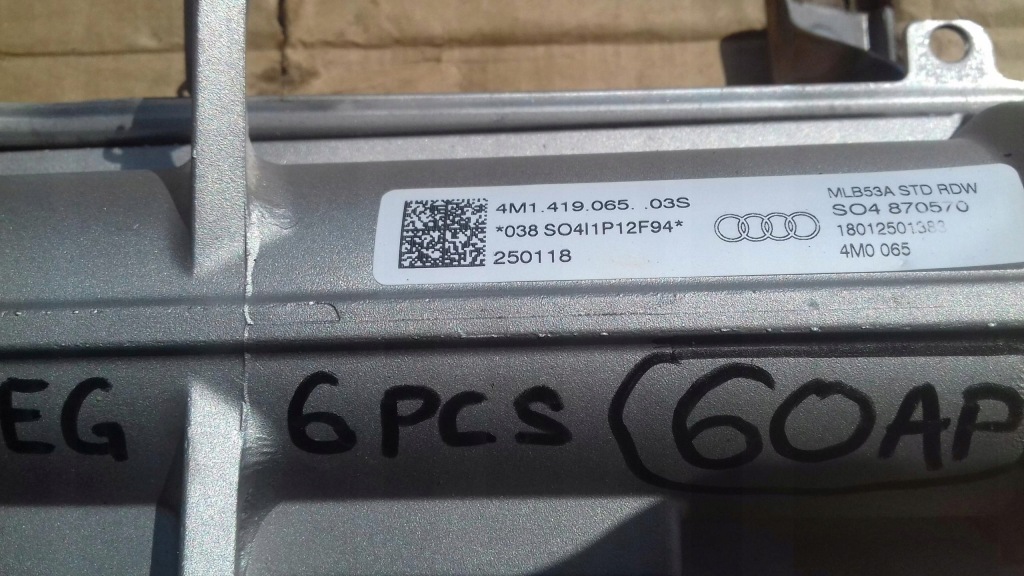 4M1.419.065. .03S
*038 SO4I1P12F94*
250118
MLB53A STD RDW
SO4 870570
18012501383
4M0 065
EG 6PCS 60AP